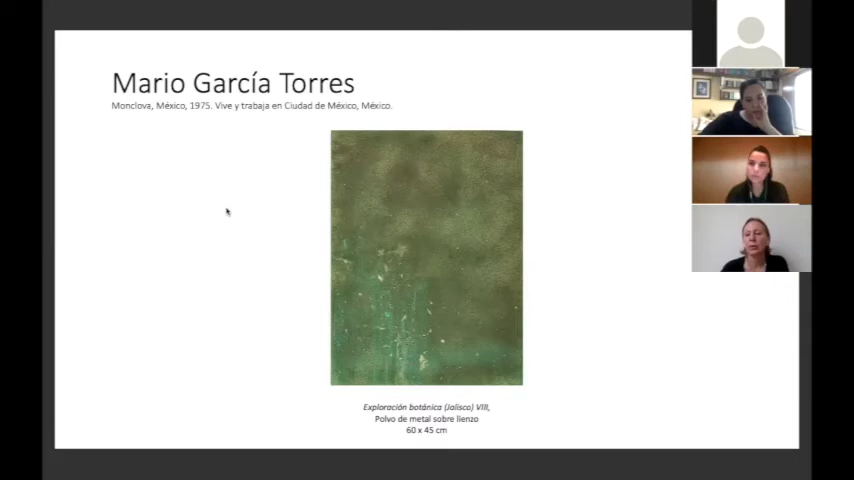 Mario García Torres
Monclova, México, 1975. Vive y trabaja en Ciudad de México, México.
Exploración botánica (Jalisco) VIII,
Polvo de metal sobre lienzo
60 x 45 cm